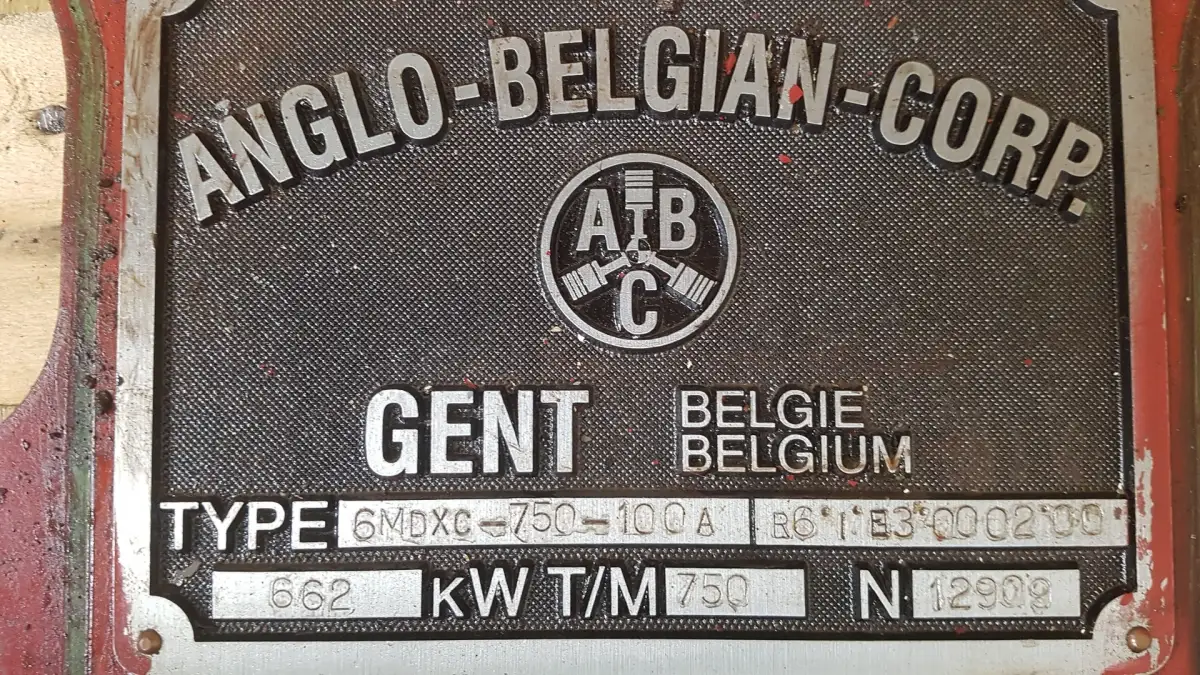 ANGLO-BELGIAN-CORP.
A B
C
GENT BELGIE
BELGIUM
TYPE 6MDXC-750-100A R6*1*E3*0002*00
662 KW T/M 750 N 12909